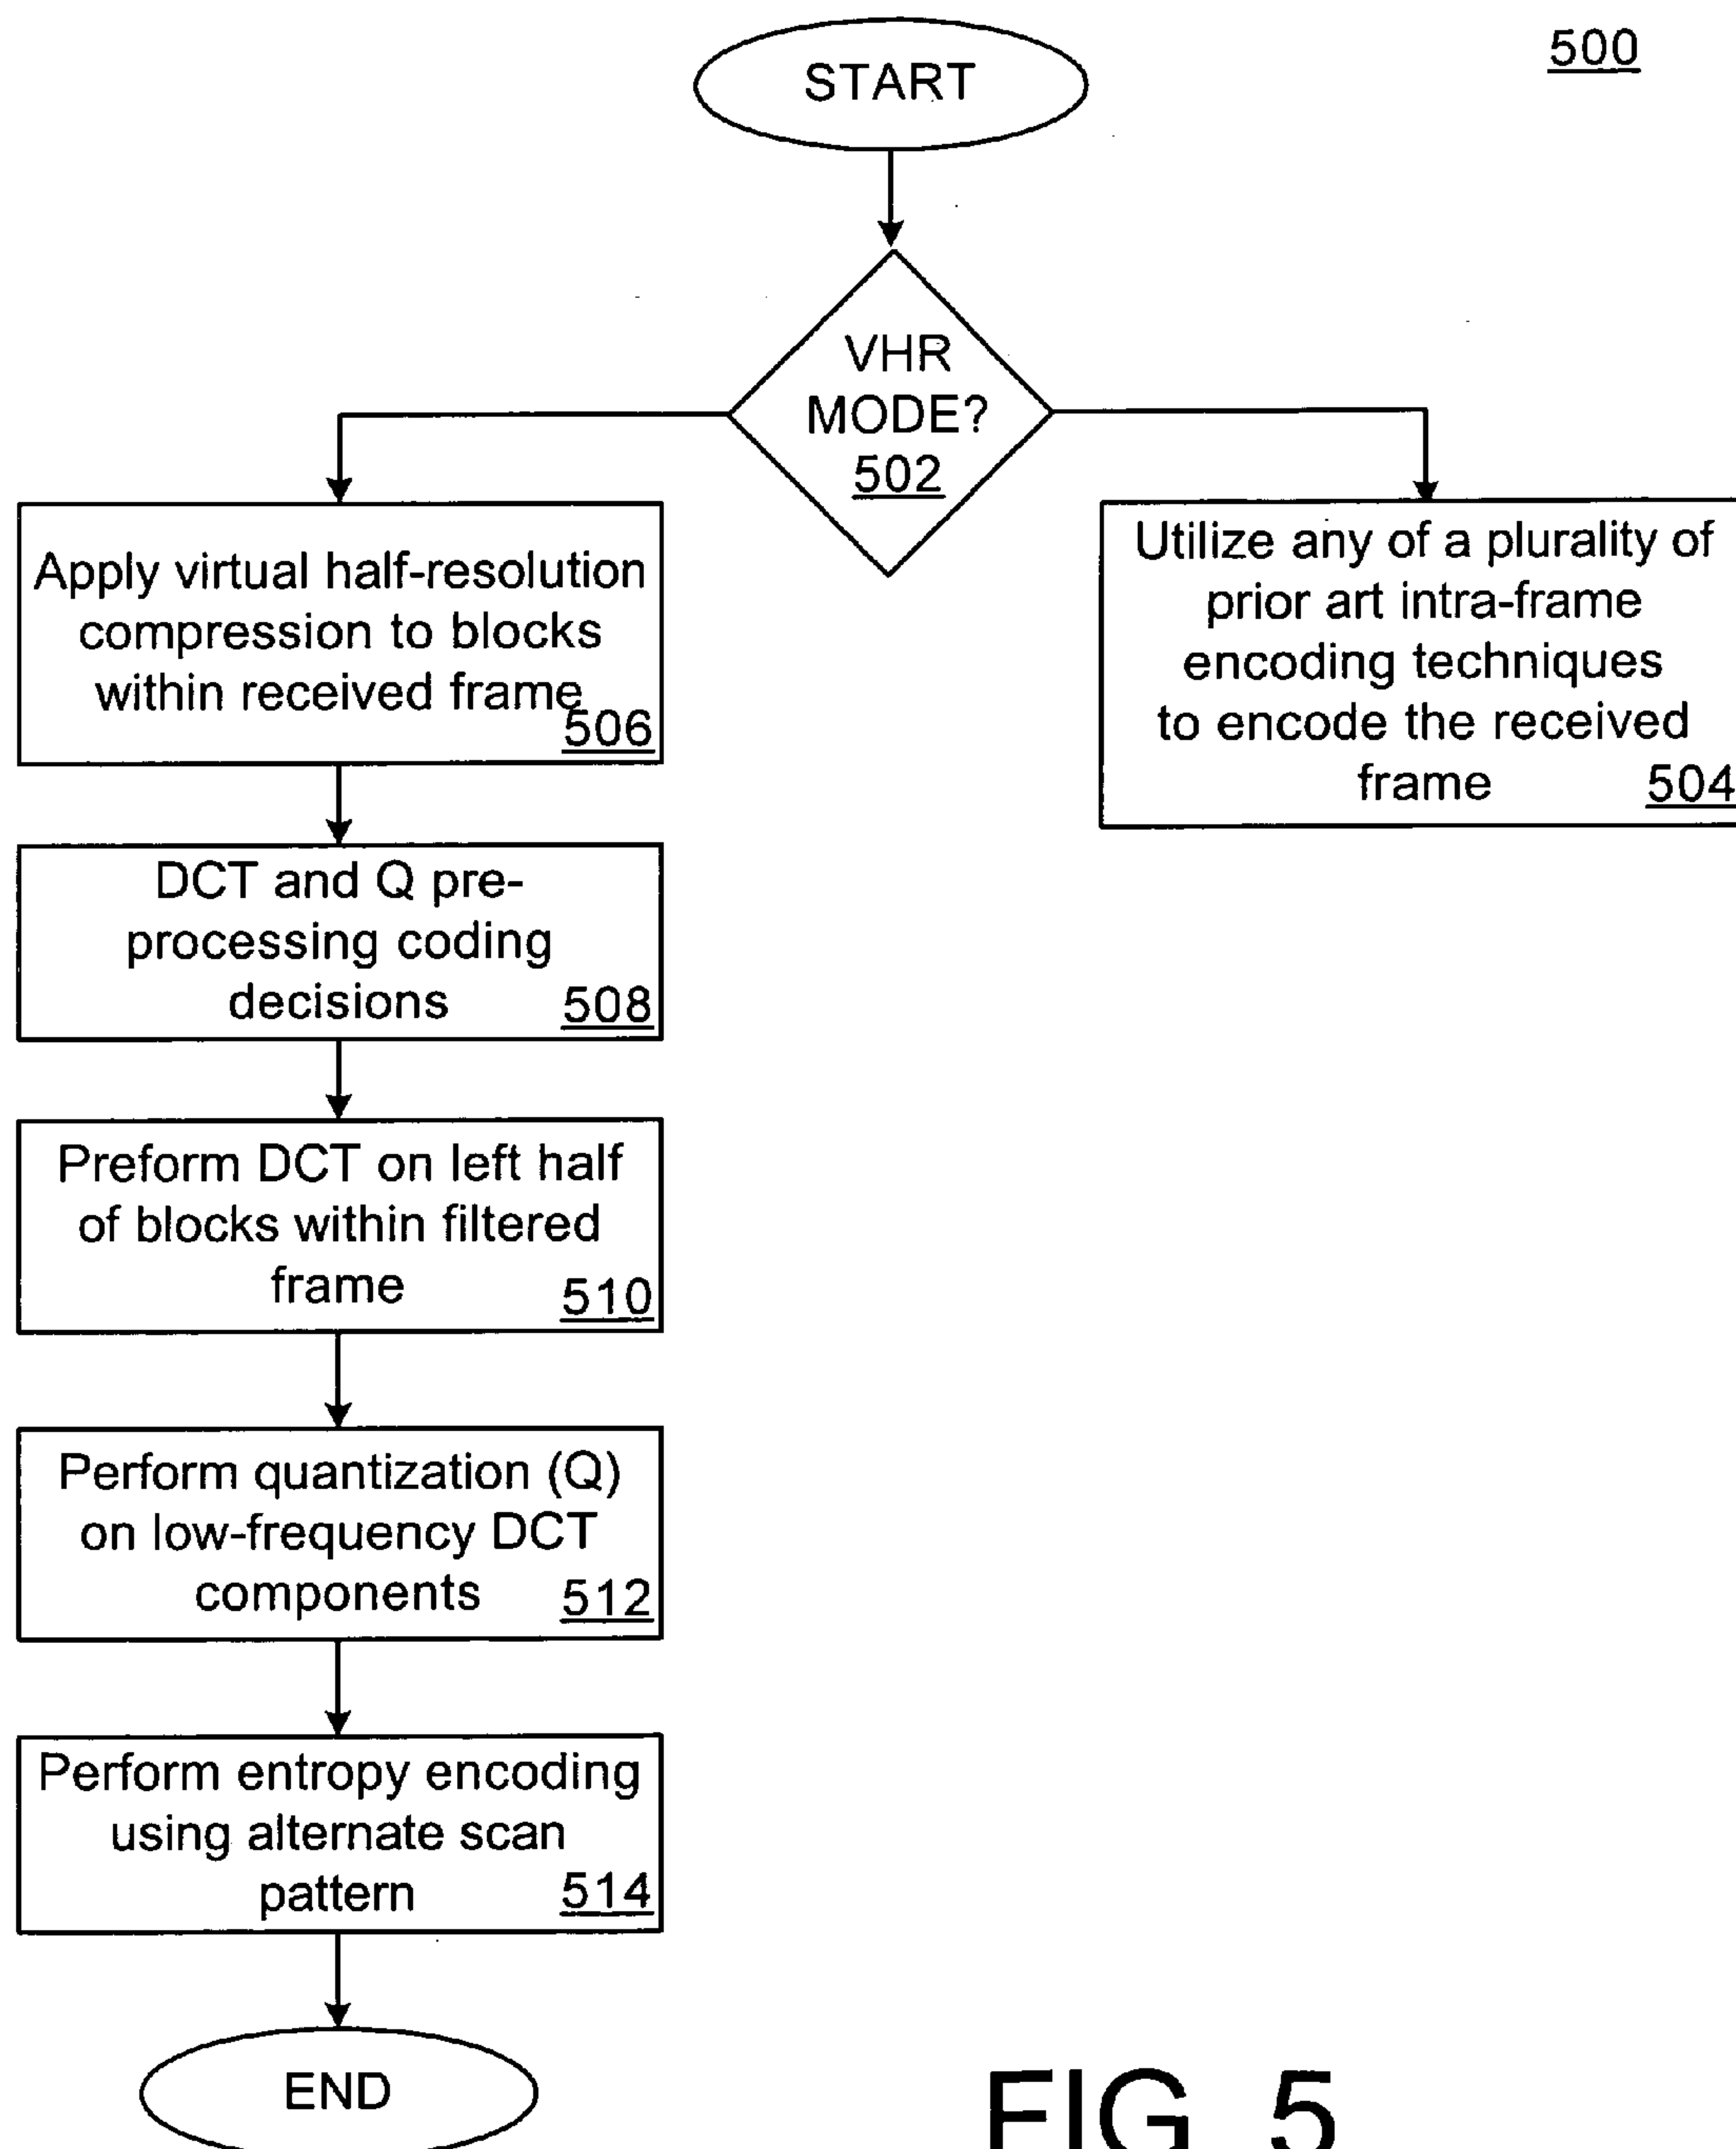 500
START
VHR
MODE?
502
Apply virtual half-resolution
compression to blocks
within received frame
506
Utilize any of a plurality of
prior art intra-frame
encoding techniques
to encode the received
frame
504
DCT and Q pre-
processing coding
decisions
508
Preform DCT on left half
of blocks within filtered
frame
510
Perform quantization (Q)
on low-frequency DCT
components
512
Perform entropy encoding
using alternate scan
pattern
514
END
FIG 5